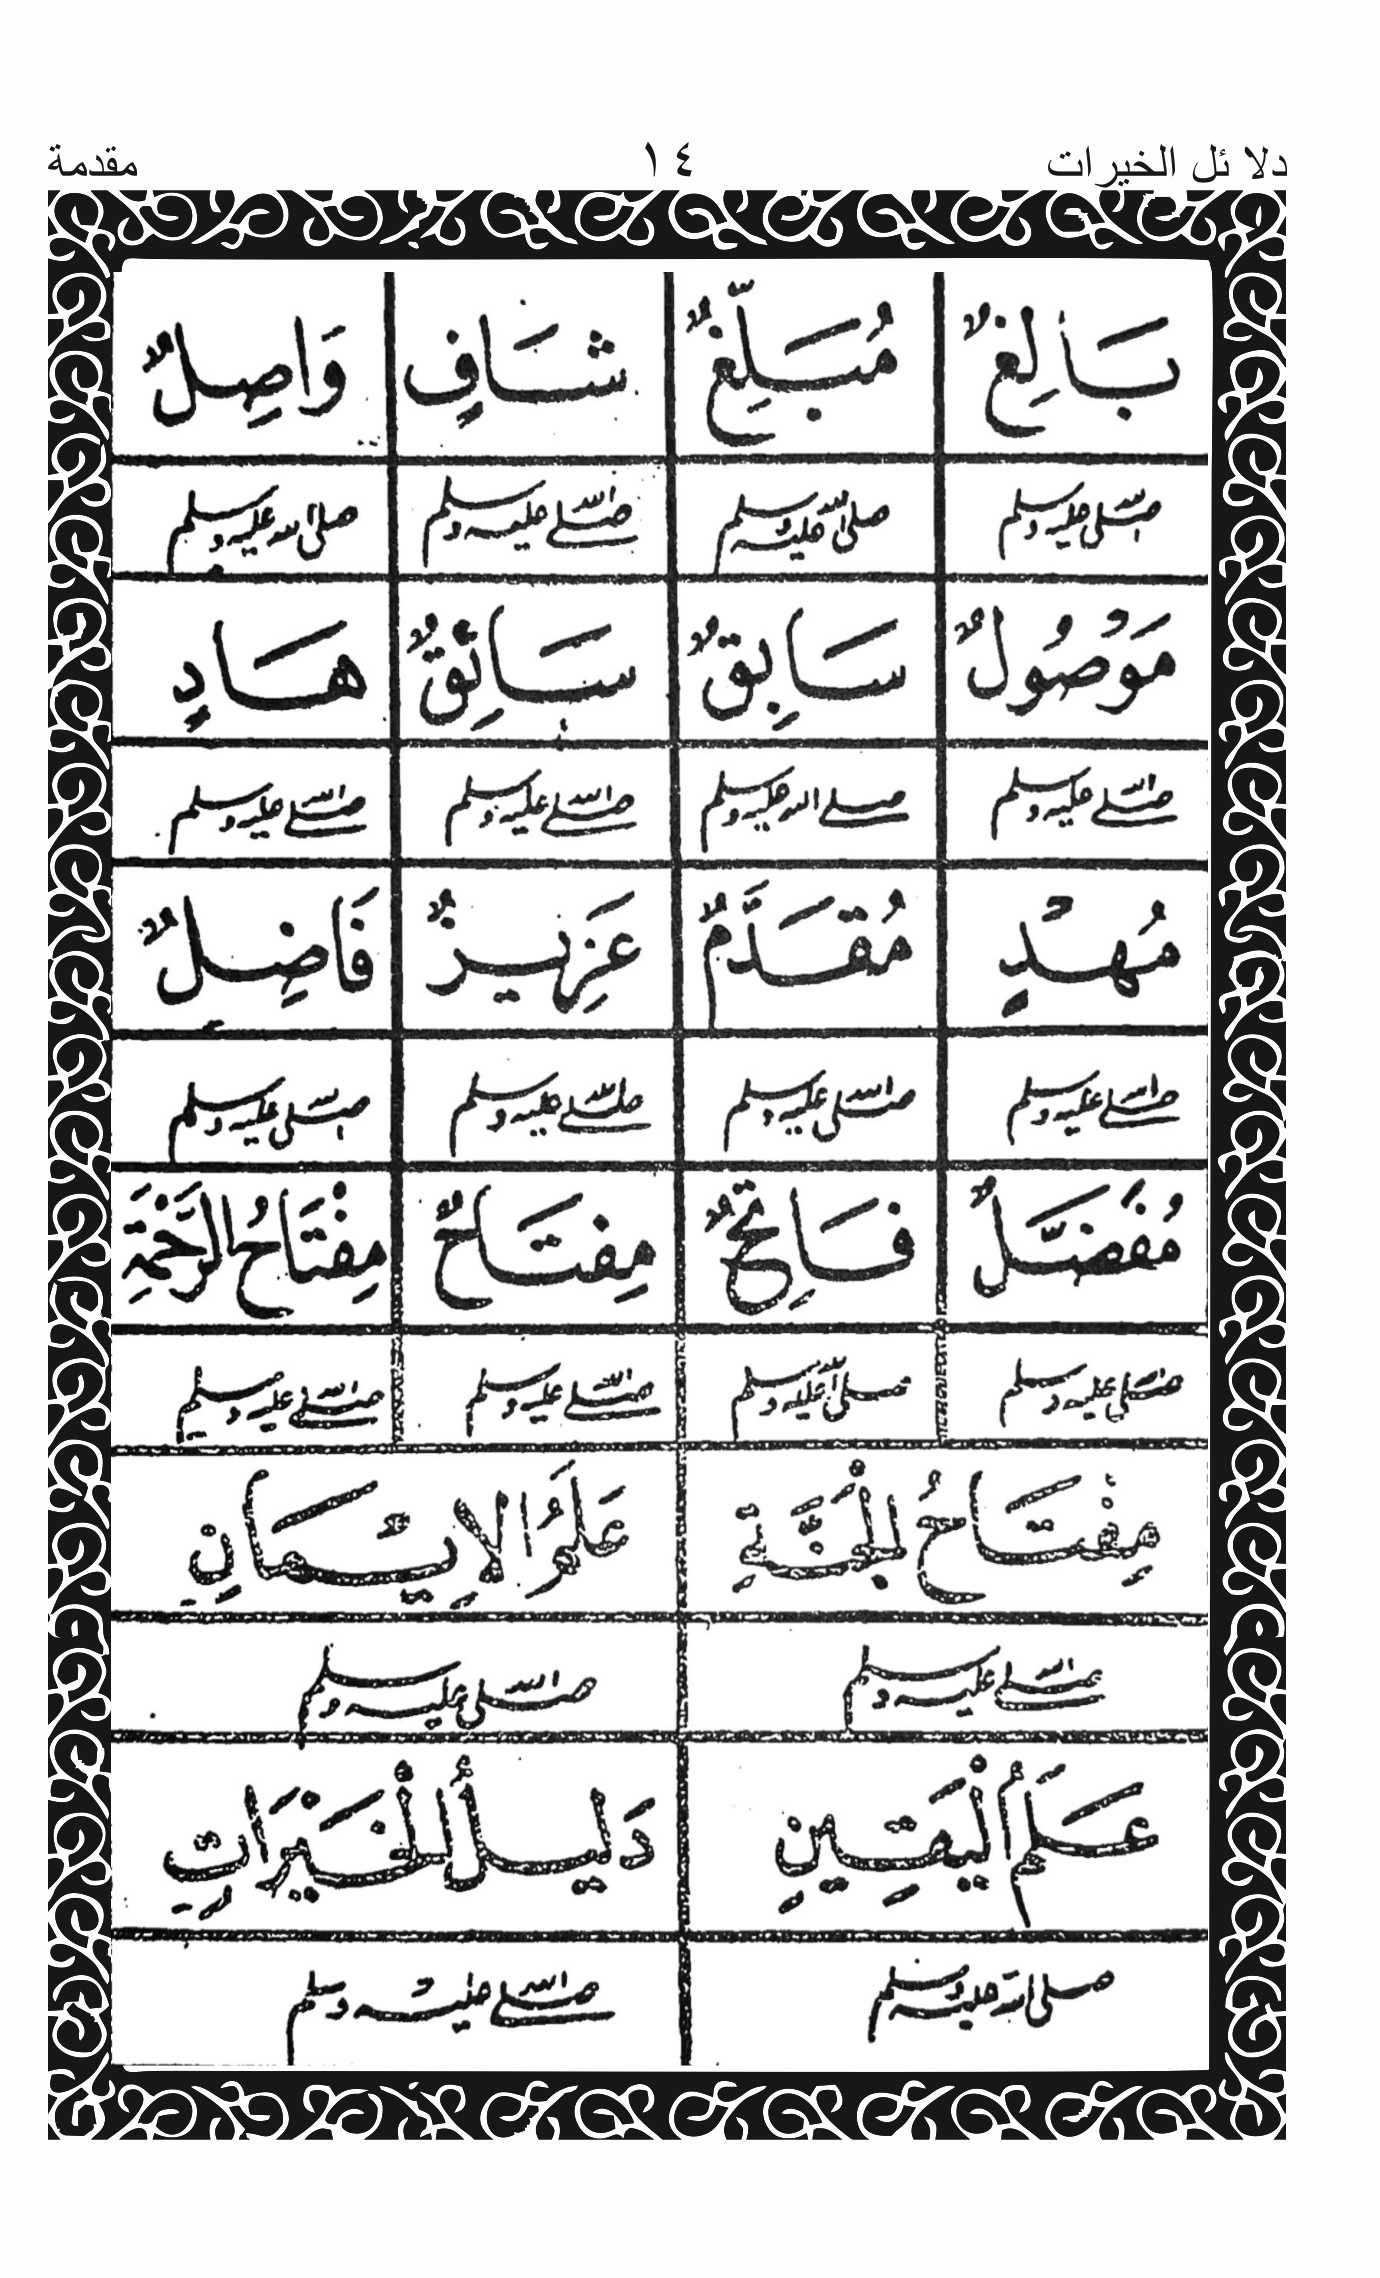 دلا ئل الخيرات ١٤ مقدمة
بَالِغٌ مُبَلِّغٌ شَافٍ وَاصِلٌ
صلى الله عليه وسلم صلى الله عليه وسلم صلى الله عليه وسلم صلى الله عليه وسلم
مَوْصُولٌ سَابِقٌ سَائِقٌ هَادٍ
صلى الله عليه وسلم صلى الله عليه وسلم صلى الله عليه وسلم صلى الله عليه وسلم
مُهْدٍ مُقَدَّمٌ عَزِيزٌ فَاضِلٌ
صلى الله عليه وسلم صلى الله عليه وسلم صلى الله عليه وسلم صلى الله عليه وسلم
مُفَضَّلٌ فَاتِحٌ مِفتَاحٌ مِفْتَاحُ الرَّحْمَةِ
صلى الله عليه وسلم صلى الله عليه وسلم صلى الله عليه وسلم صلى الله عليه وسلم
مِفْتَاحُ الْجَنَّةِ عَلَمُ الاِيْمَانِ
صلى الله عليه وسلم صلى الله عليه وسلم
عَلَمُ الْيَقِينِ دَلِيلُ الْخَيْرَاتِ
صلى الله عليه وسلم صلى الله عليه وسلم